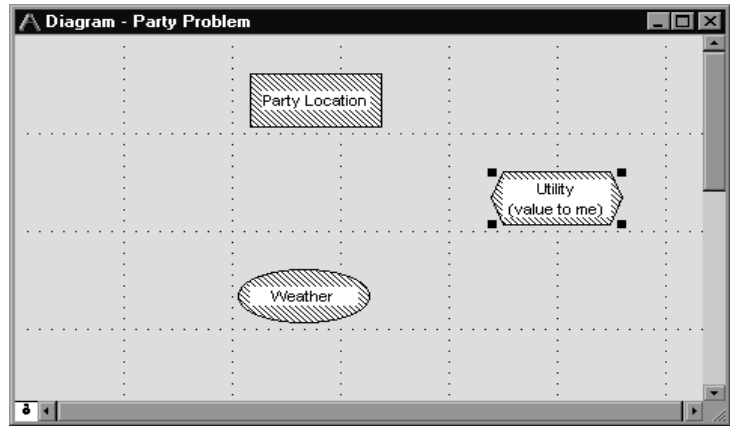 Diagram - Party Problem
Party Location
Utility
(value to me)
Weather